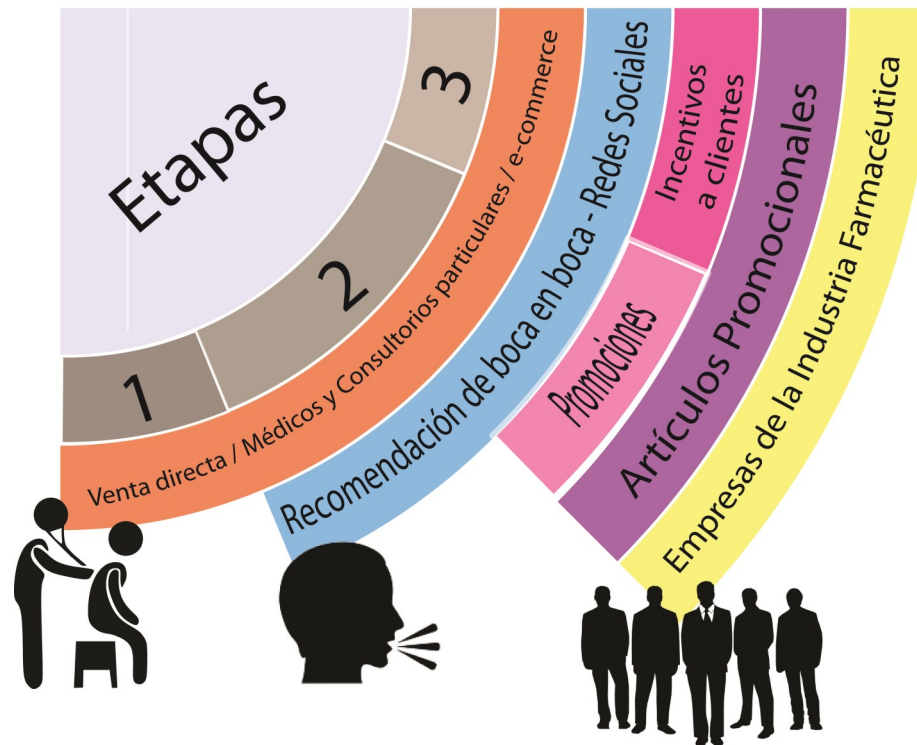 Etapas
1
2
3
Venta directa / Médicos y Consultorios particulares / e-commerce
Recomendación de boca en boca - Redes Sociales
Promociones
Incentivos
a clientes
Artículos Promocionales
Empresas de la Industria Farmacéutica